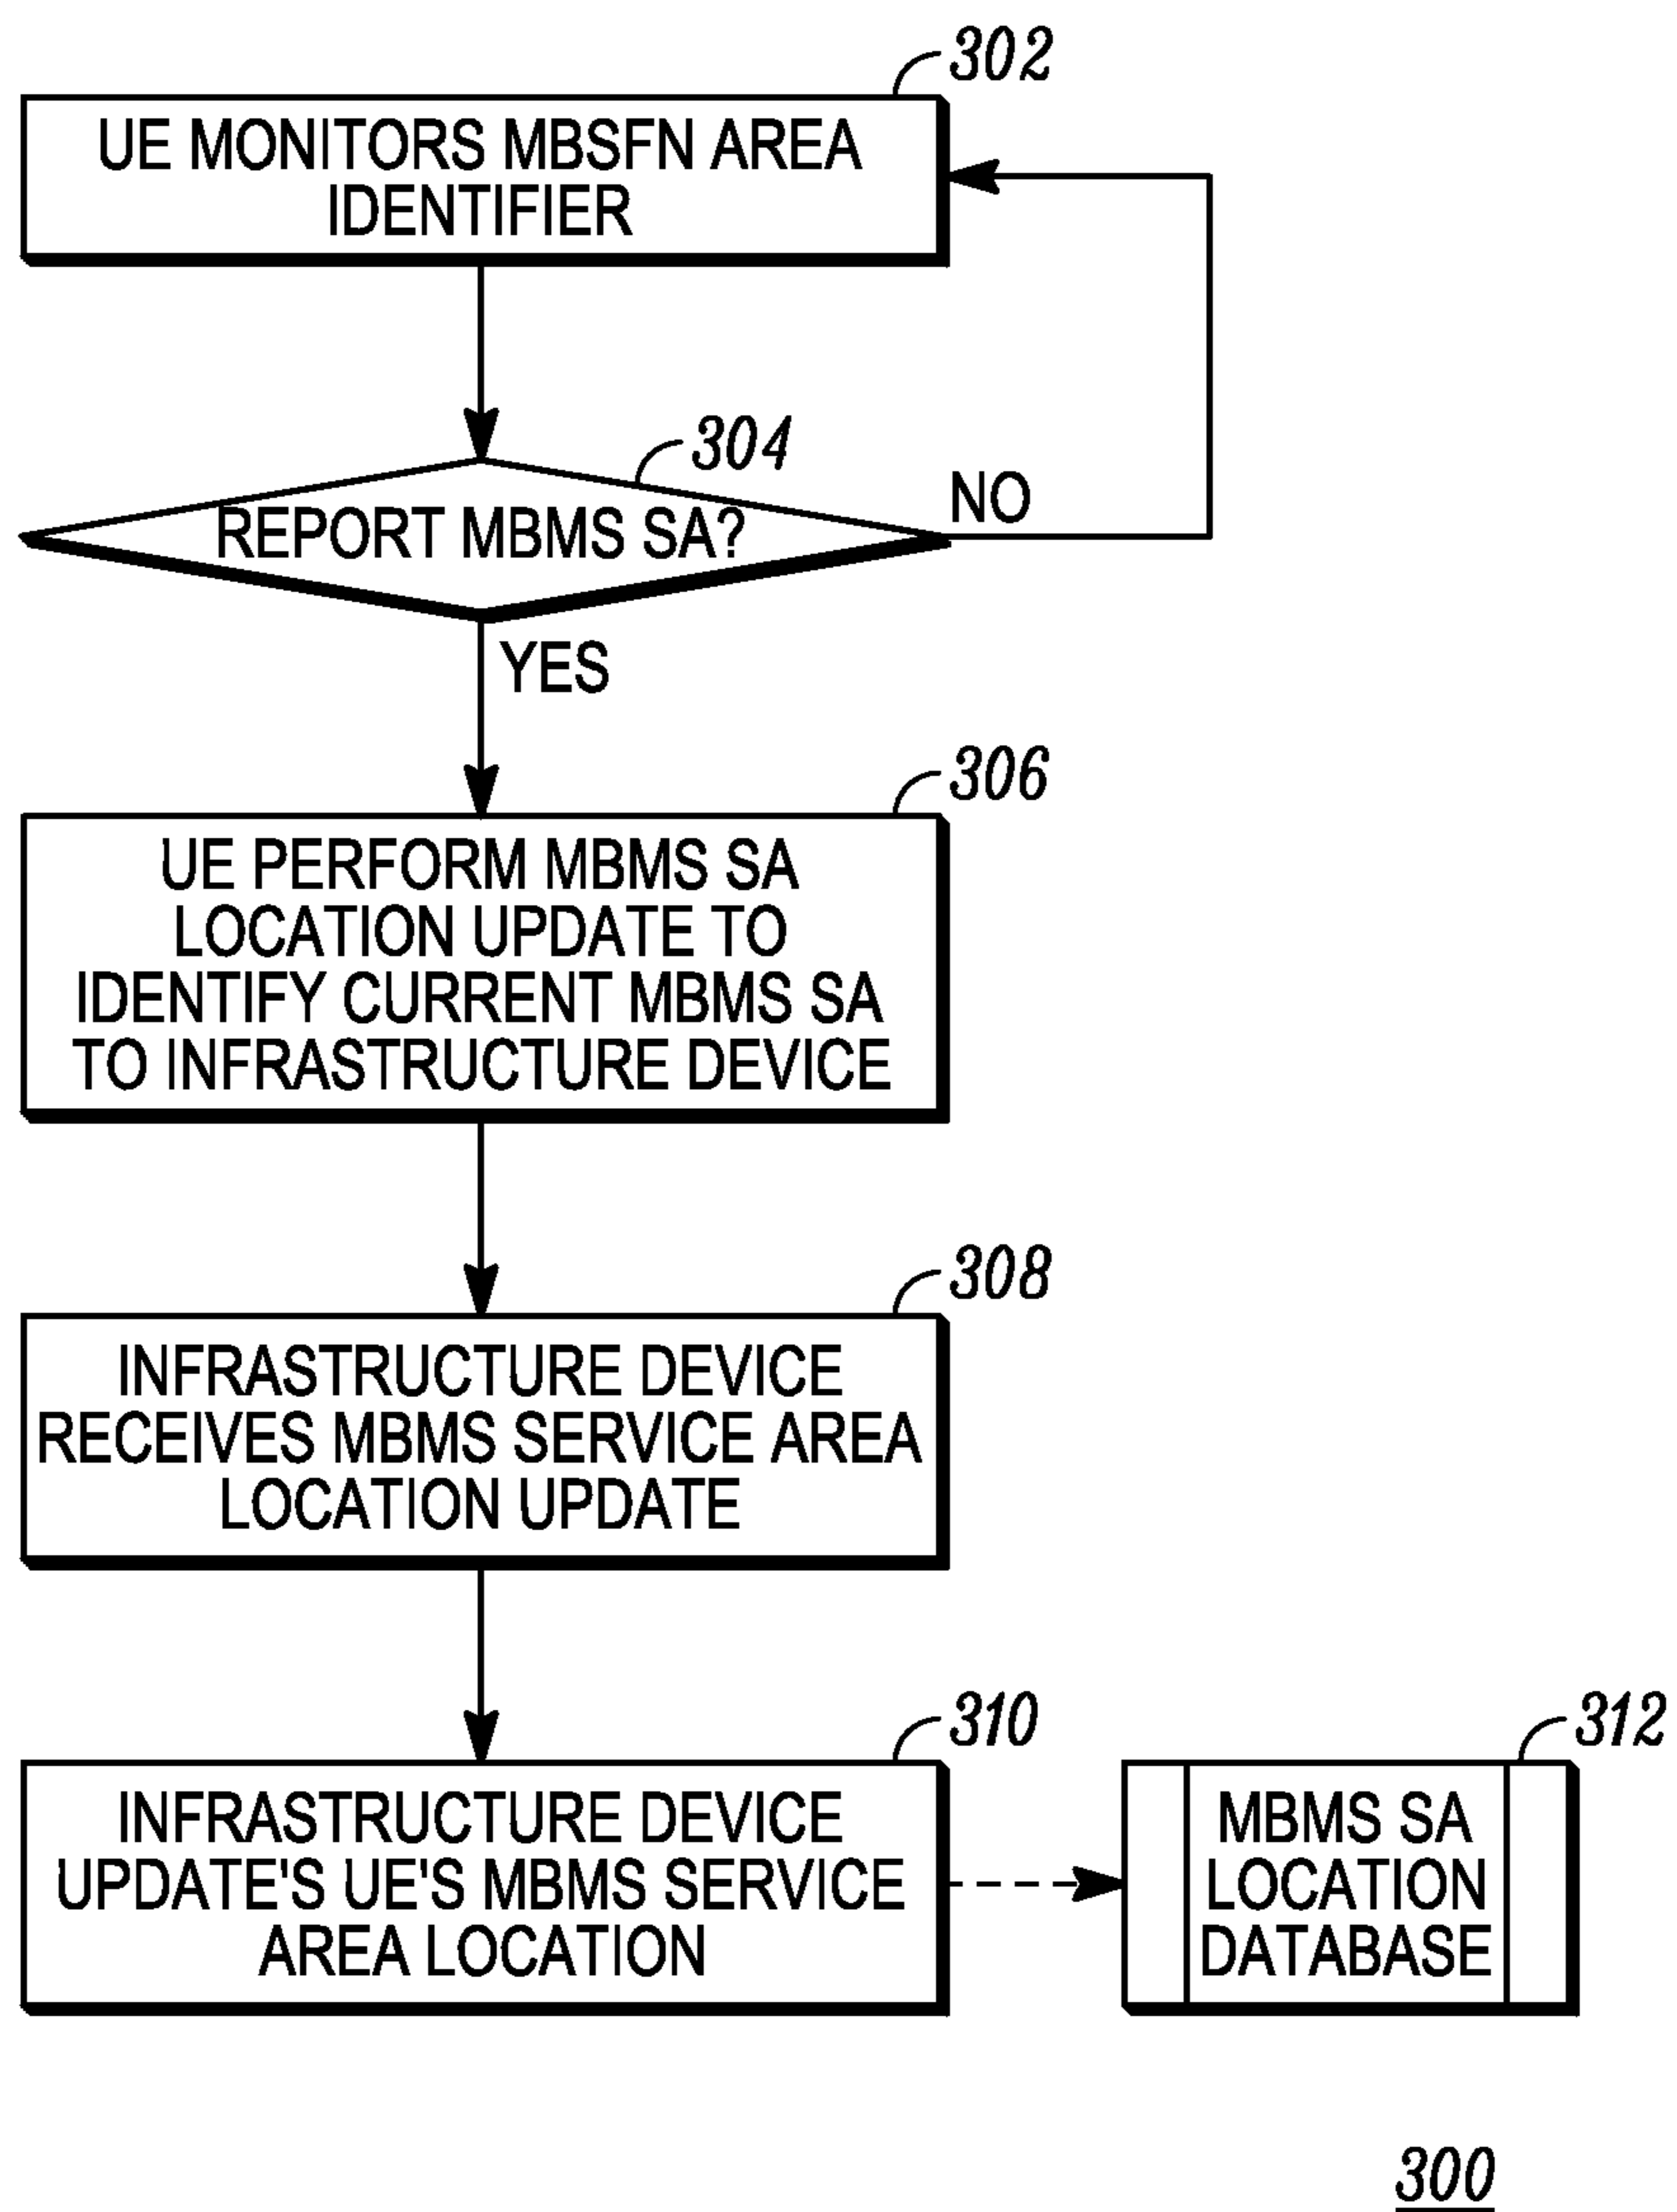 302
UE MONITORS MBSFN AREA
IDENTIFIER
304
REPORT MBMS SA?
NO
YES
306
UE PERFORM MBMS SA
LOCATION UPDATE TO
IDENTIFY CURRENT MBMS SA
TO INFRASTRUCTURE DEVICE
308
INFRASTRUCTURE DEVICE
RECEIVES MBMS SERVICE AREA
LOCATION UPDATE
310
INFRASTRUCTURE DEVICE
UPDATE'S UE'S MBMS SERVICE
AREA LOCATION
312
MBMS SA
LOCATION
DATABASE
300